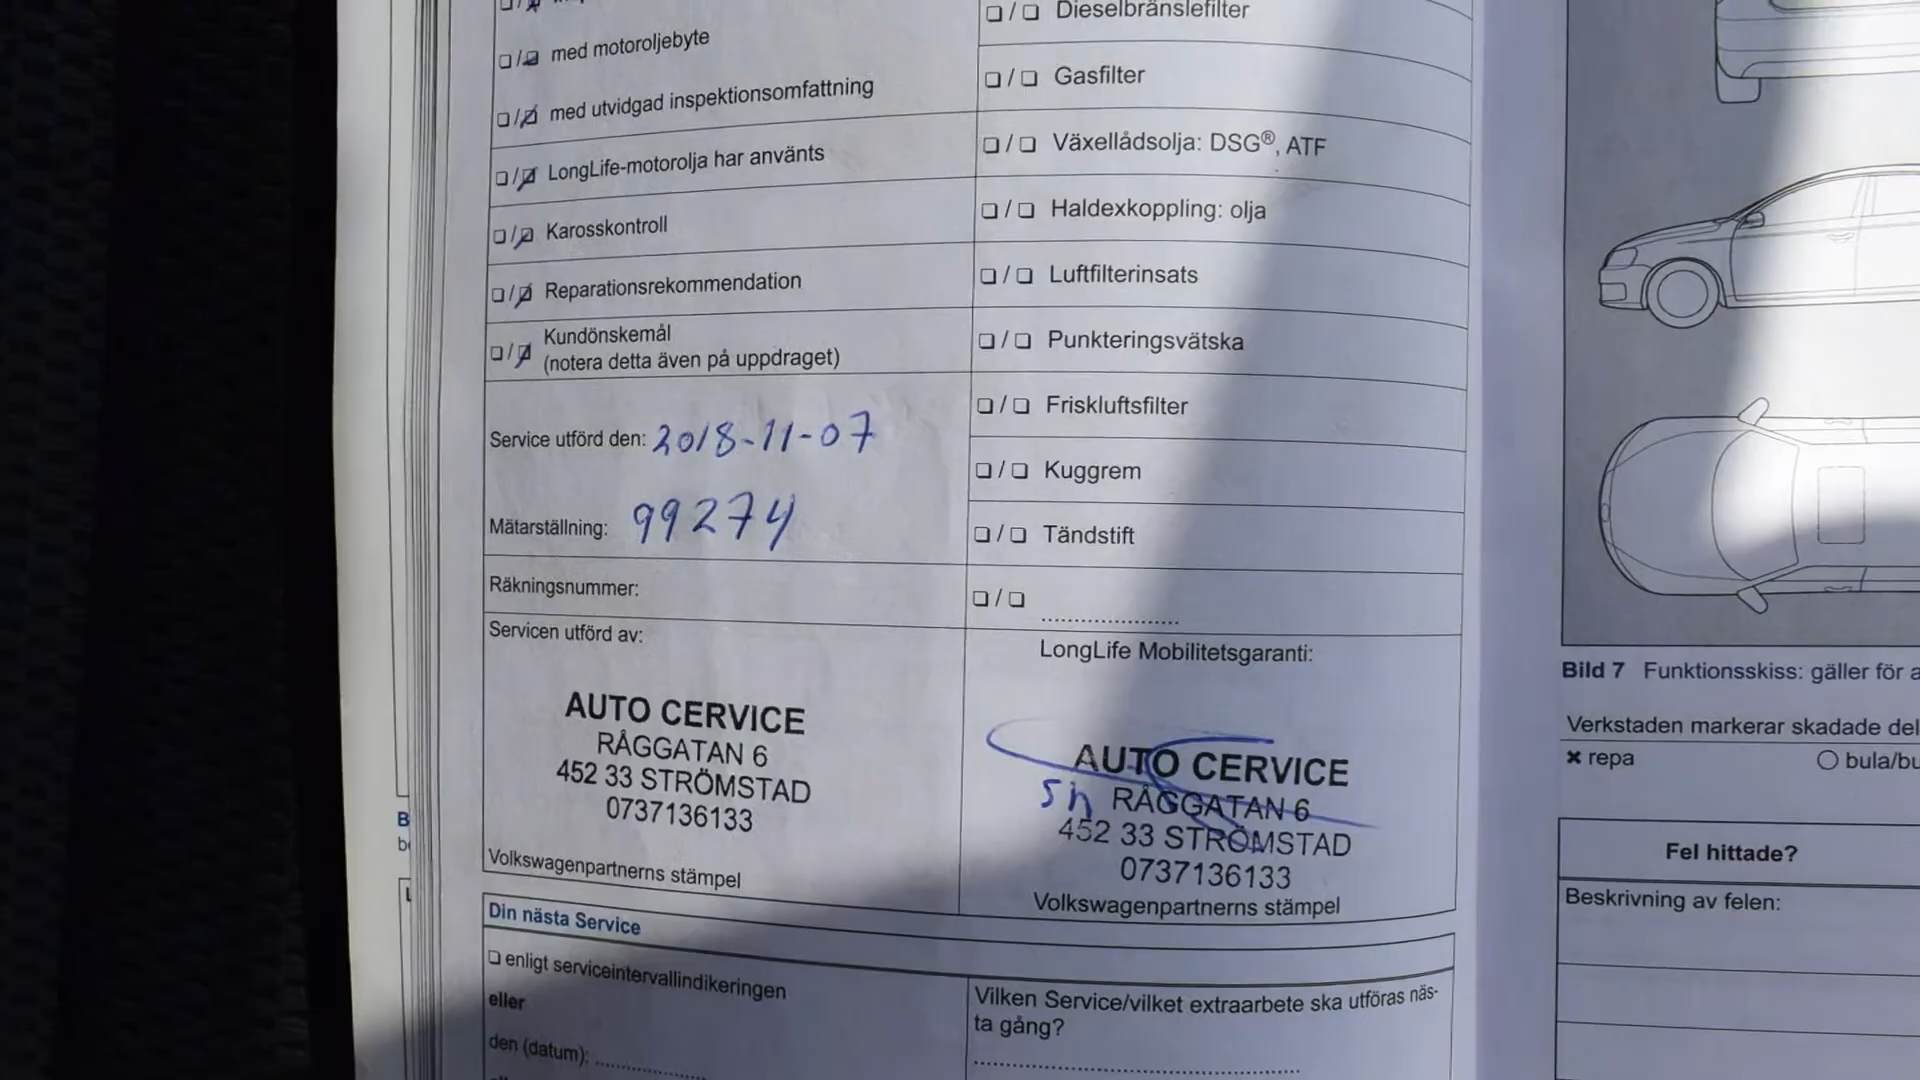 ❑/❑ med motoroljebyte
❑/❑ med utvidgad inspektionsomfattning
❑/❑ LongLife-motorolja har använts
❑/❑ Karosskontroll
❑/❑ Reparationsrekommendation
❑/❑ Kundönskemål
(notera detta även på uppdraget)
Service utförd den: 2018-11-07
Mätarställning: 99274
Räkningsnummer:
Servicen utförd av:
AUTO CERVICE
RÅGGATAN 6
452 33 STRÖMSTAD
0737136133
Volkswagenpartnerns stämpel
❑/❑ Dieselbränslefilter
❑/❑ Gasfilter
❑/❑ Växellådsolja: DSG®, ATF
❑/❑ Haldexkoppling: olja
❑/❑ Luftfilterinsats
❑/❑ Punkteringsvätska
❑/❑ Friskluftsfilter
❑/❑ Kuggrem
❑/❑ Tändstift
❑/❑ ......................
LongLife Mobilitetsgaranti:
AUTO CERVICE
RÅGGATAN 6
452 33 STRÖMSTAD
0737136133
Volkswagenpartnerns stämpel
Din nästa Service
❑ enligt serviceintervallindikeringen
eller
den (datum): ..................
Vilken Service/vilket extraarbete ska utföras näs-
ta gång?
Bild 7 Funktionsskiss: gäller för
Verkstaden markerar skadade
✖ repa ○
Fel hittade?
Beskrivning av felen: